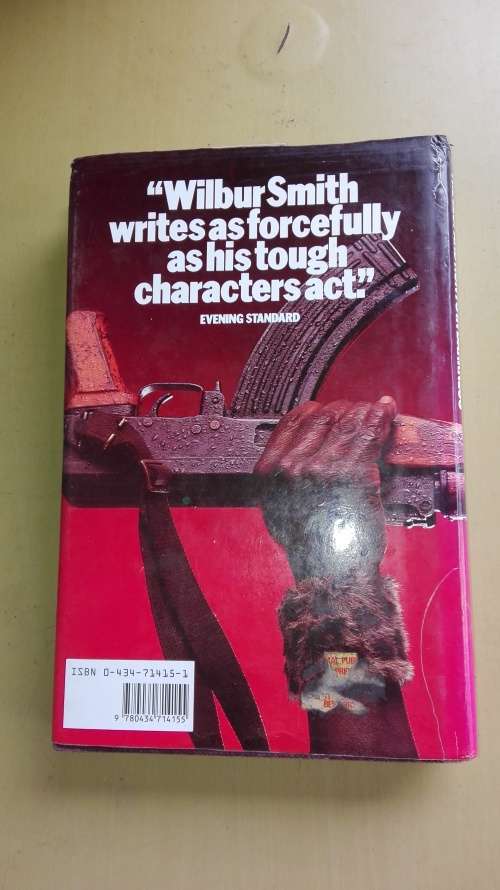 “Wilbur Smith
writes as forcefully
as his tough
characters act.”
EVENING STANDARD
ISBN 0-434-71415-1
9 780434 714155